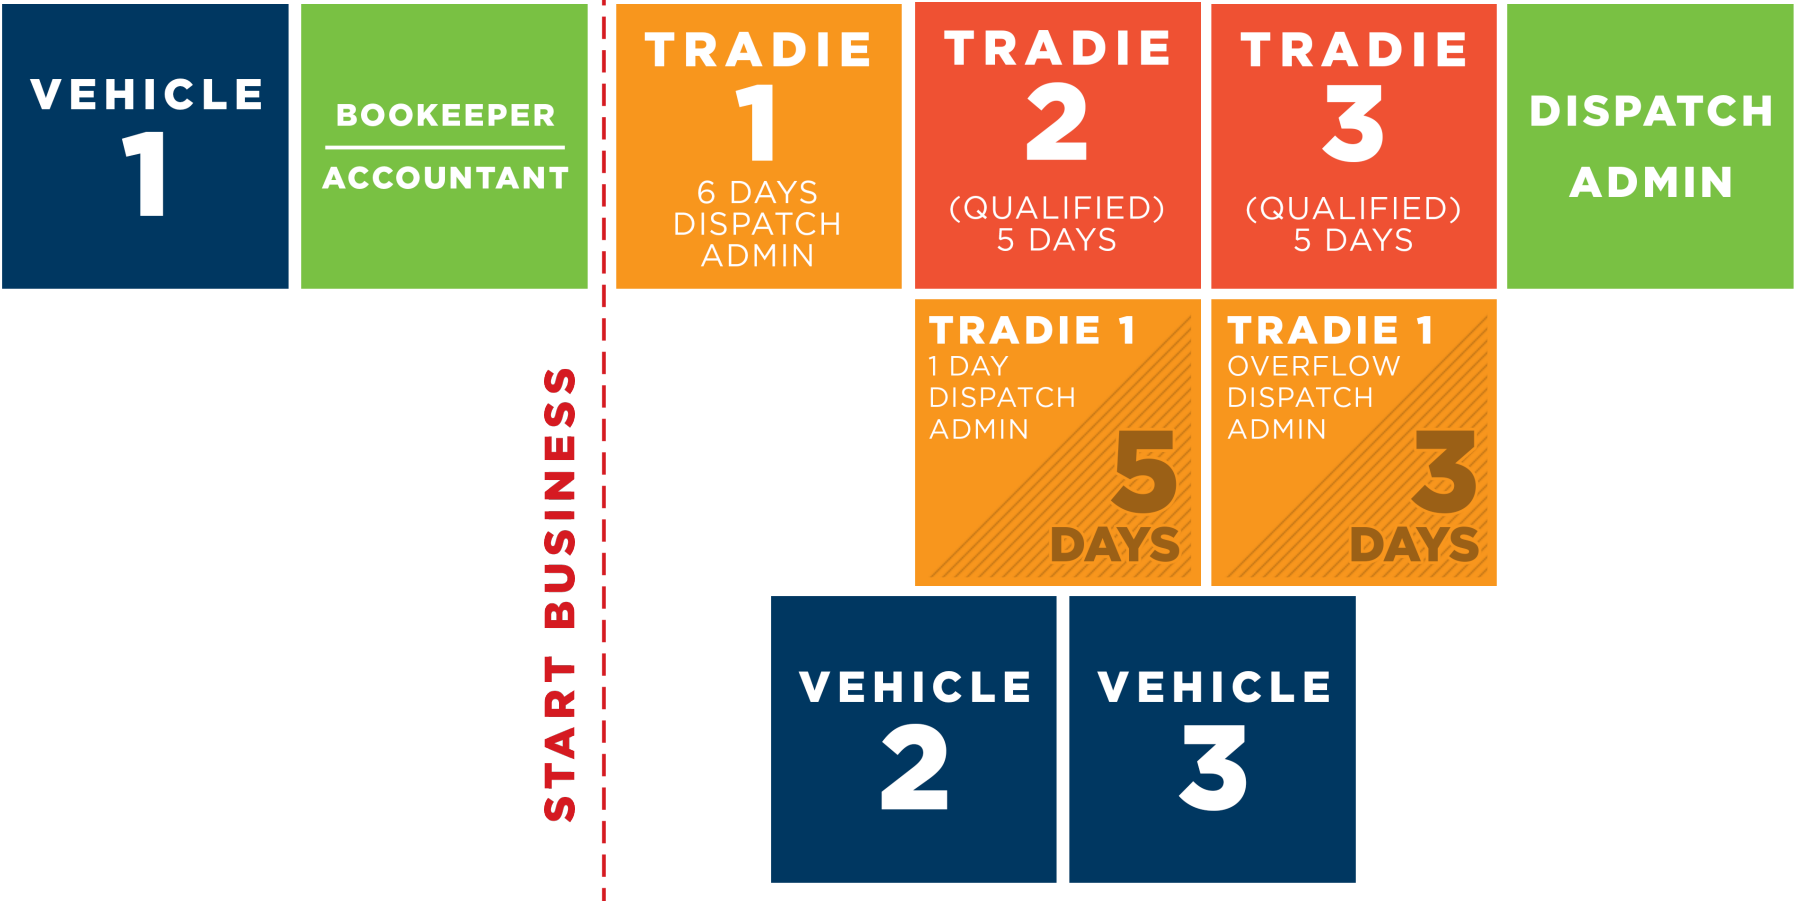 VEHICLE
1
BOOKEEPER
ACCOUNTANT
START BUSINESS
TRADIE
1
6 DAYS
DISPATCH
ADMIN
TRADIE
2
(QUALIFIED)
5 DAYS
TRADIE
3
(QUALIFIED)
5 DAYS
DISPATCH
ADMIN
TRADIE 1
1 DAY
DISPATCH
ADMIN
5
DAYS
TRADIE 1
OVERFLOW
DISPATCH
ADMIN
3
DAYS
VEHICLE
2
VEHICLE
3